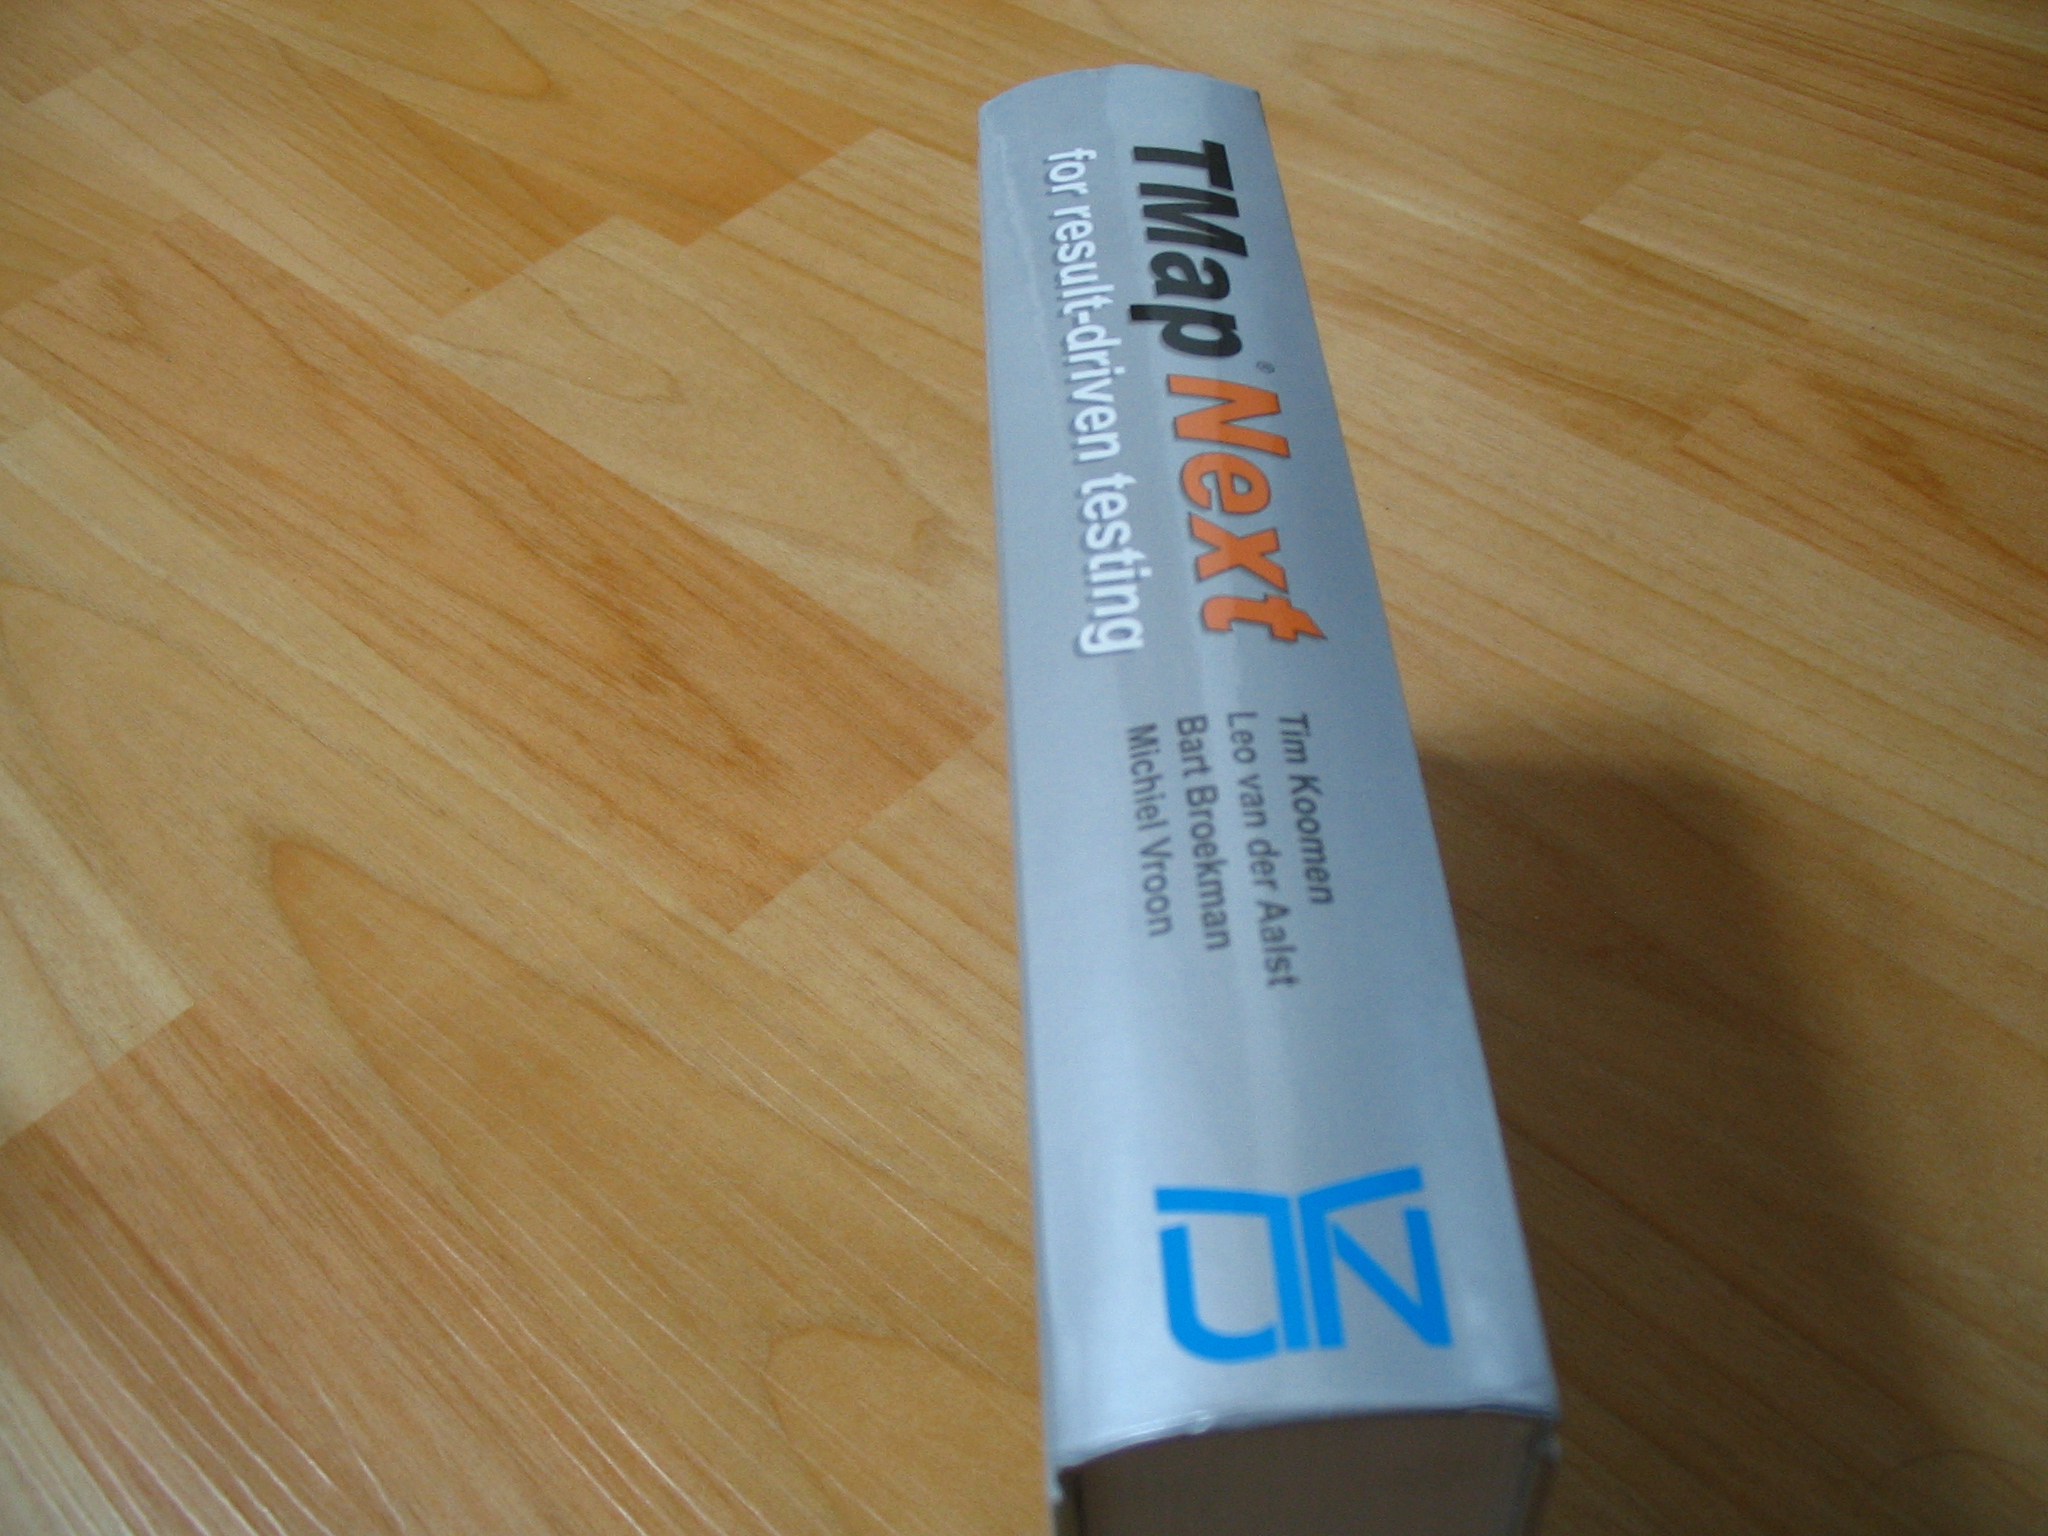 TMap® Next
for result-driven testing
Tim Koomen
Leo van der Aalst
Bart Broekman
Michiel Vroon